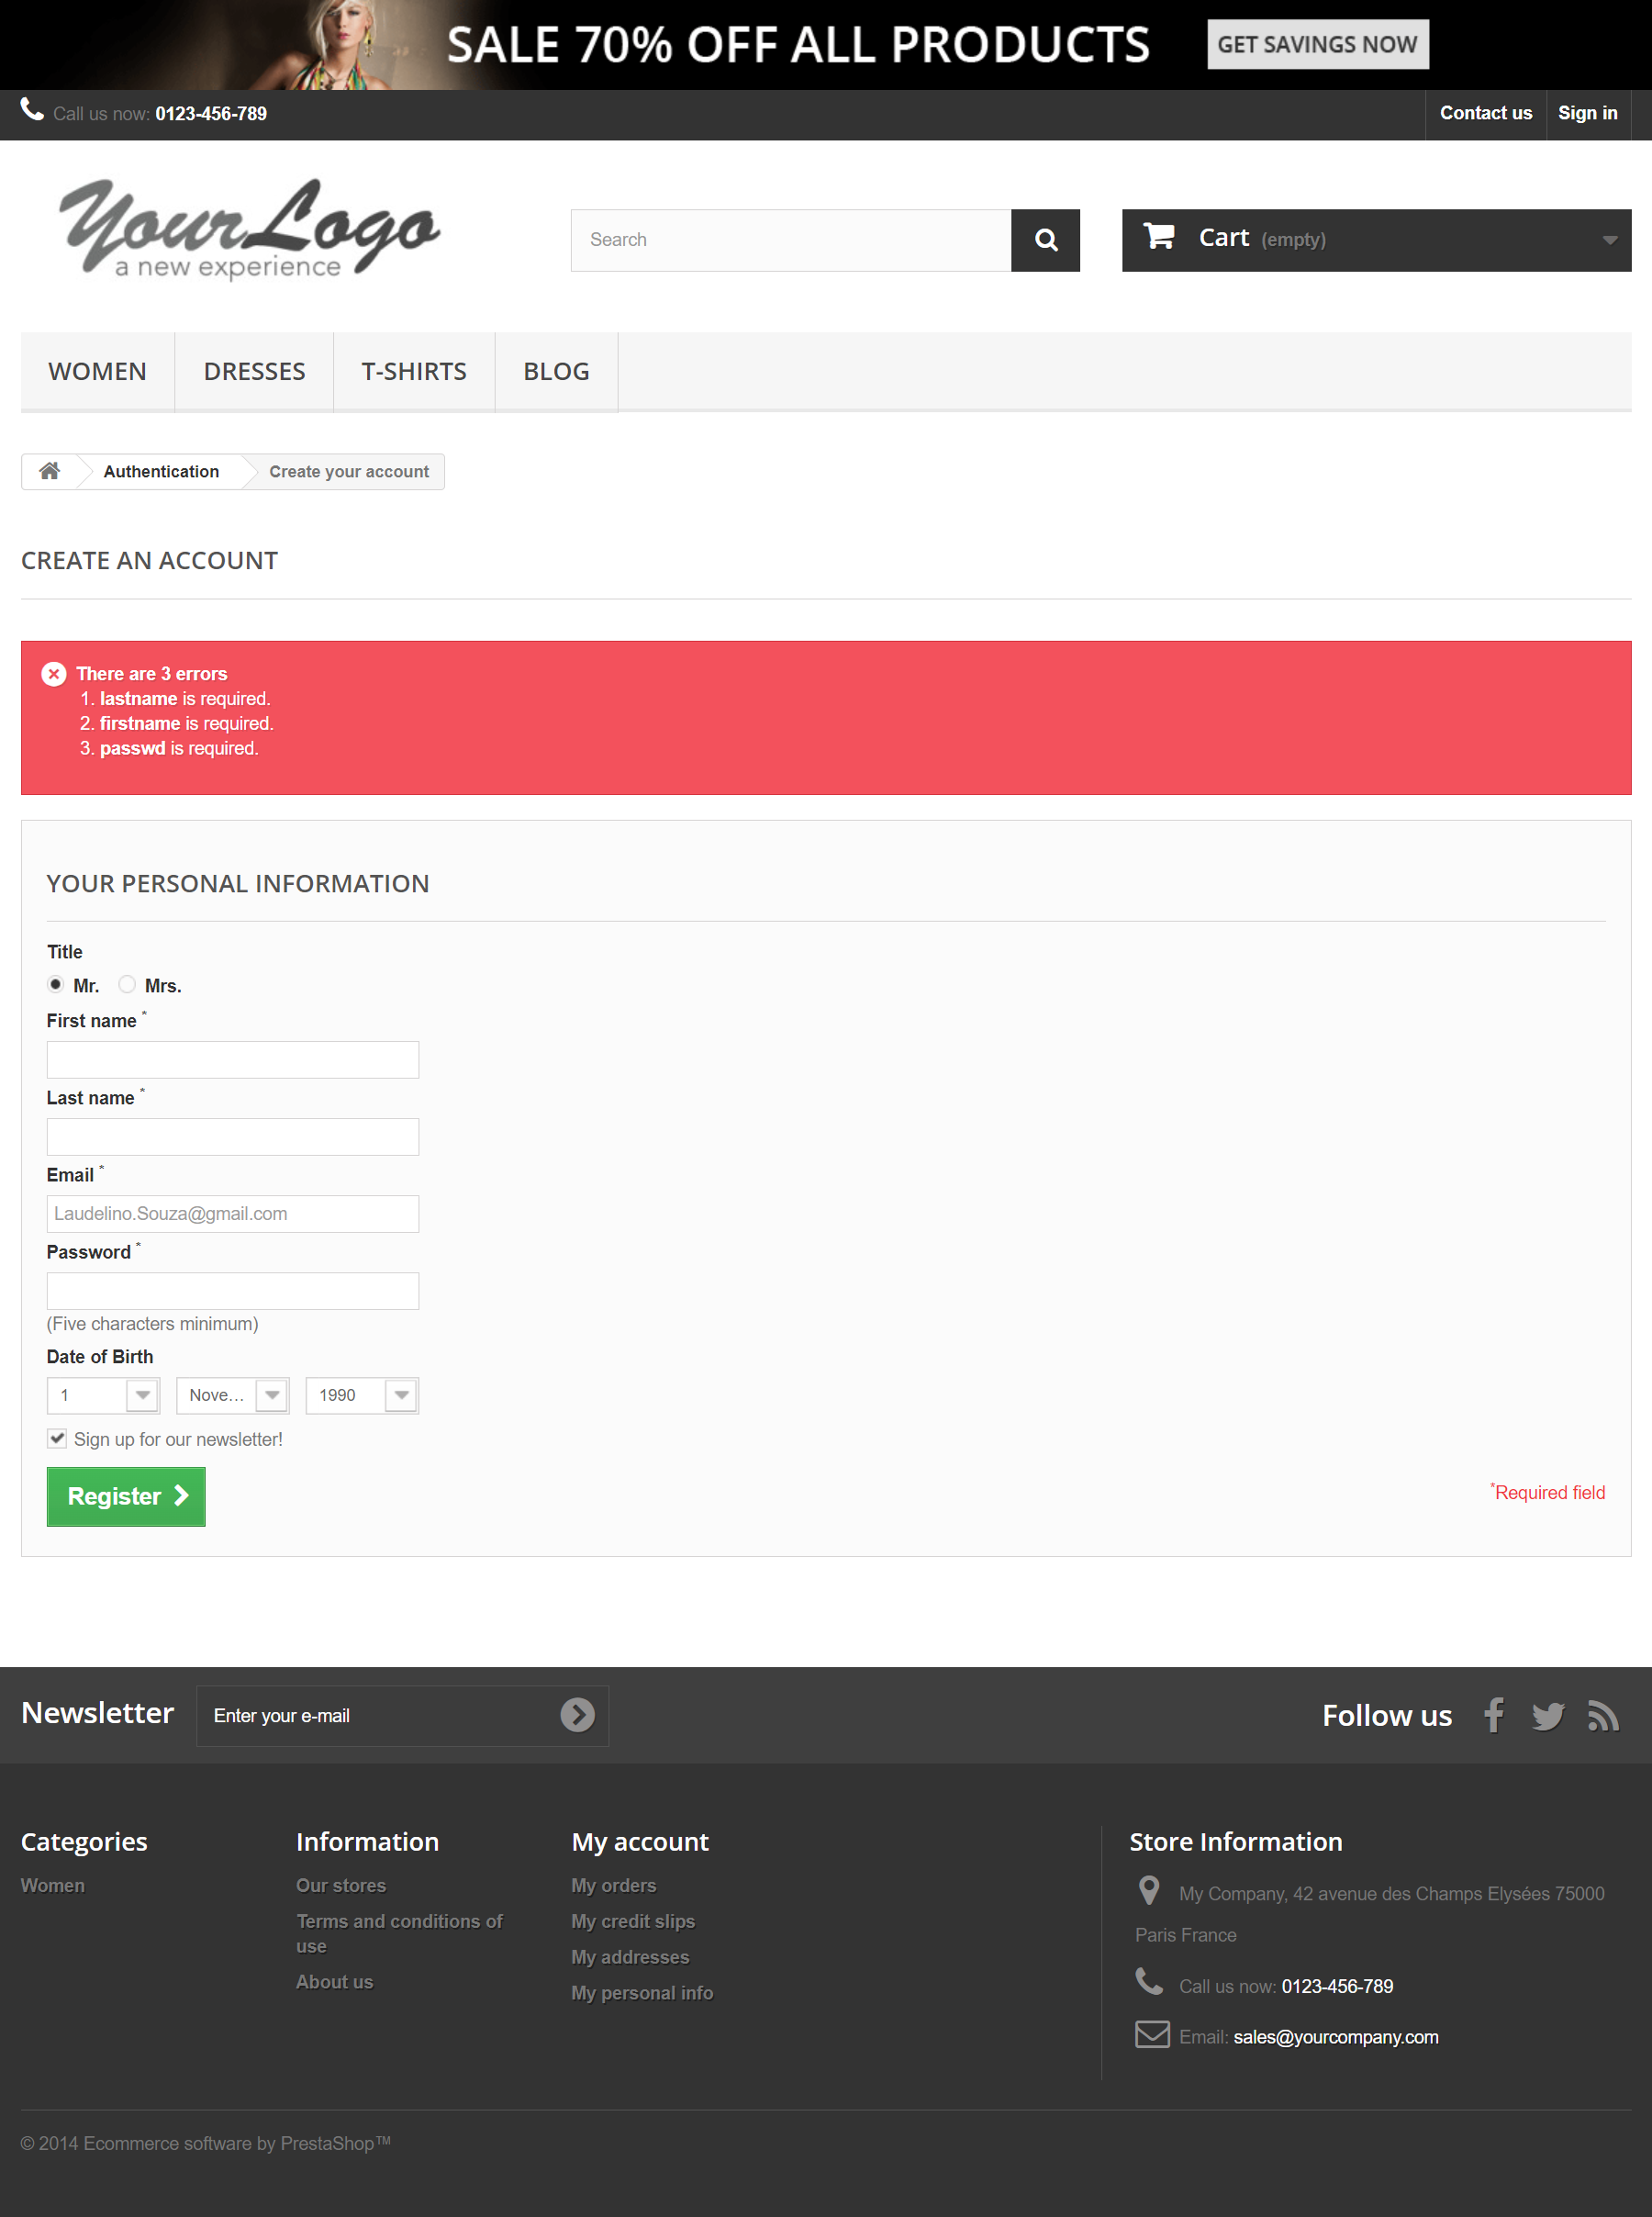 SALE 70% OFF ALL PRODUCTS GET SAVINGS NOW
Call us now: 0123-456-789 Contact us Sign in
Your Logo
a new experience
Search
Cart (empty)
WOMEN DRESSES T-SHIRTS BLOG
Authentication Create your account
CREATE AN ACCOUNT
There are 3 errors
1. lastname is required.
2. firstname is required.
3. passwd is required.
YOUR PERSONAL INFORMATION
Title
Mr. Mrs.
First name *
Last name *
Email *
Laudelino.Souza@gmail.com
Password *
(Five characters minimum)
Date of Birth
1 Nove... 1990
Sign up for our newsletter!
Register
*Required field
Newsletter Enter your e-mail Follow us
Categories
Women
Information
Our stores
Terms and conditions of
use
About us
My account
My orders
My credit slips
My addresses
My personal info
Store Information
My Company, 42 avenue des Champs Elysées 75000
Paris France
Call us now: 0123-456-789
Email: sales@yourcompany.com
© 2014 Ecommerce software by PrestaShop™